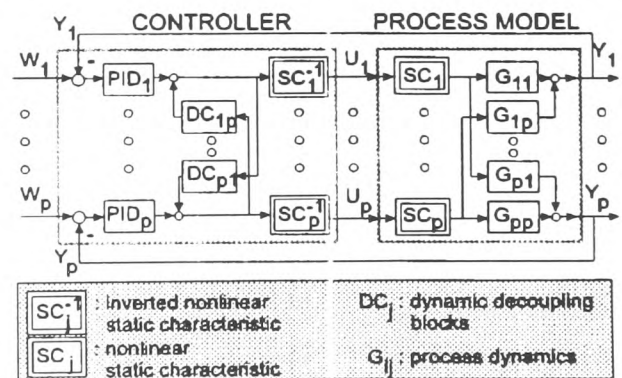 CONTROLLER PROCESS MODEL
Y1 Y1
W1 - PID1 SC1^-1 U1 SC1 G11
DC1p G1p
DCp1 Gp1
Wp - PIDp SCp^-1 Up SCp Gpp Yp
Yp
SCj^-1 : inverted nonlinear static characteristic
SCj : nonlinear static characteristic
DCj : dynamic decoupling blocks
Gij : process dynamics